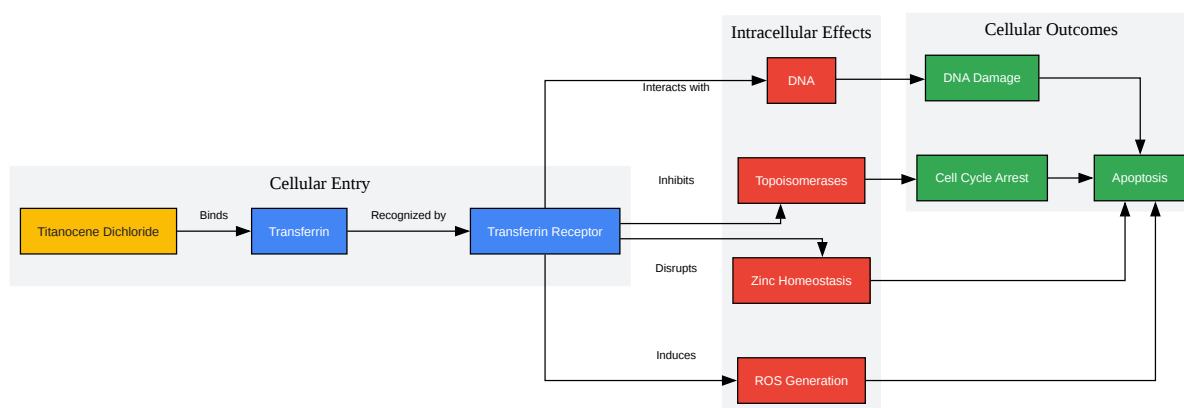 Intracellular Effects
Cellular Outcomes
DNA
DNA Damage
Interacts with
Cellular Entry
Inhibits
Topoisomerases
Cell Cycle Arrest
Apoptosis
Titanocene Dichloride
Binds
Transferrin
Recognized by
Transferrin Receptor
Disrupts
Zinc Homeostasis
Induces
ROS Generation